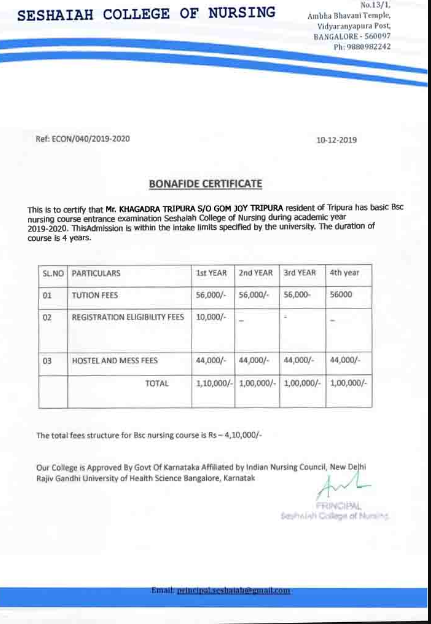 SESHAIAH COLLEGE OF NURSING
No.13/1,
Ambha Bhavani Temple,
Vidyaranyapura Post,
BANGALORE - 560097
Ph: 9880982242
Ref: ECON/040/2019-2020
10-12-2019
BONAFIDE CERTIFICATE
This is to certify that Mr. KHAGADRA TRIPURA S/O GOM JOY TRIPURA resident of Tripura has basic Bsc
nursing course entrance examination Seshaiah College of Nursing during academic year
2019-2020. ThisAdmission is within the intake limits specified by the university. The duration of
course is 4 years.
SL.NO PARTICULARS 1st YEAR 2nd YEAR 3rd YEAR 4th year
01 TUTION FEES 56,000/- 56,000/- 56,000- 56000
02 REGISTRATION ELIGIBILITY FEES 10,000/- _ - _
03 HOSTEL AND MESS FEES 44,000/- 44,000/- 44,000/- 44,000/-
TOTAL 1,10,000/- 1,00,000/- 1,00,000/- 1,00,000/-
The total fees structure for Bsc nursing course is Rs – 4,10,000/-
Our College is Approved By Govt Of Karnataka Affiliated by Indian Nursing Council, New Delhi
Rajiv Gandhi University of Health Science Bangalore, Karnatak
PRINCIPAL
Seshaiah College of Nursing
Email: principal.seshaiah@gmail.com